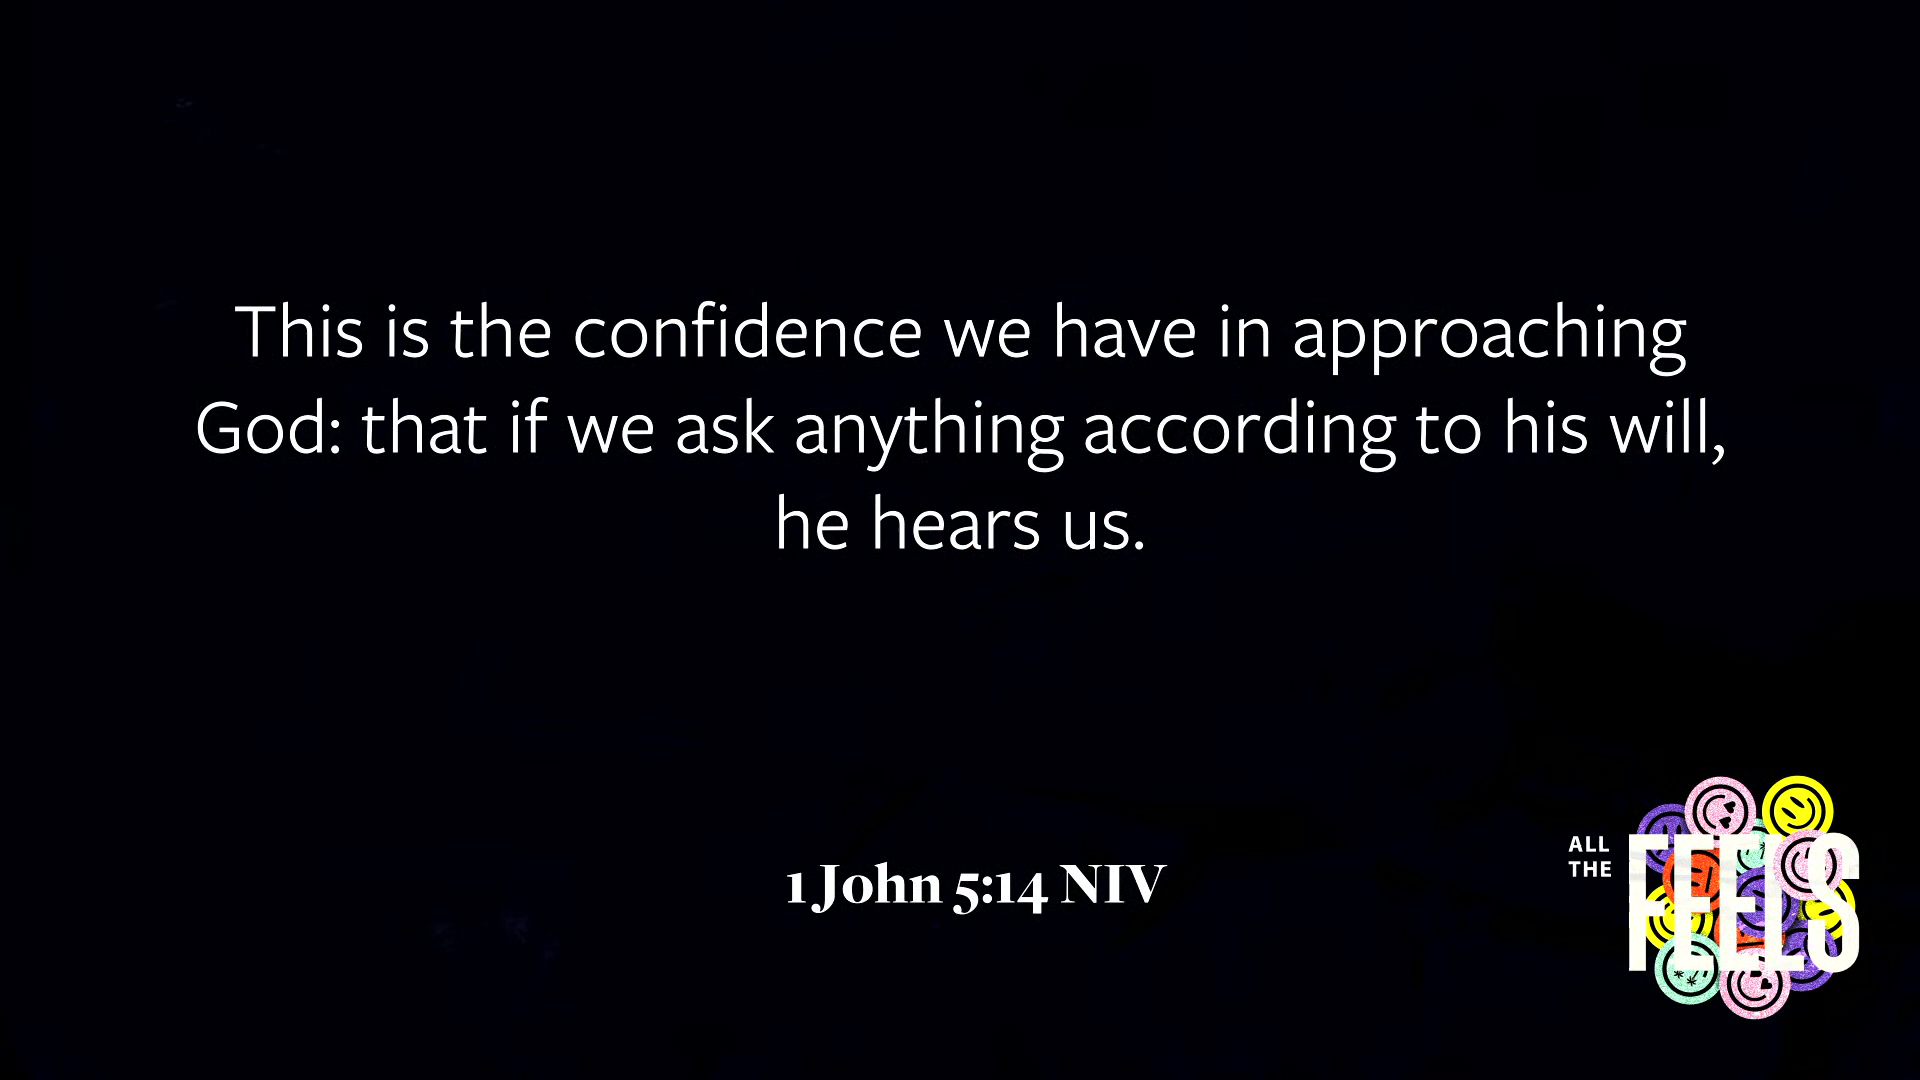 This is the confidence we have in approaching
God: that if we ask anything according to his will,
he hears us.
1 John 5:14 NIV
ALL
THE
FEELS